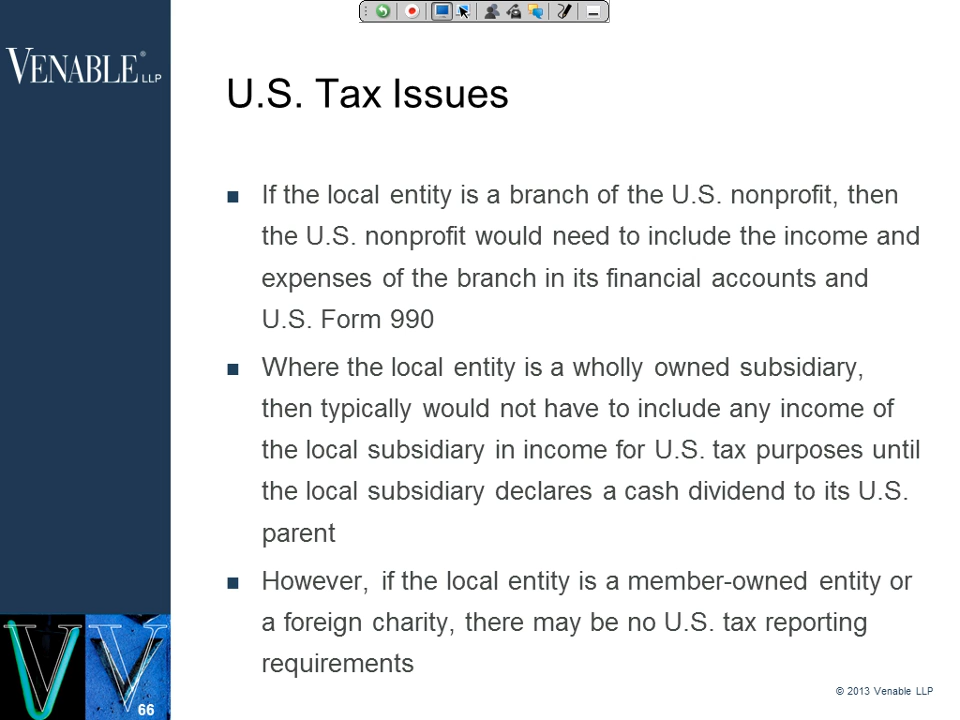 VENABLE® LLP
U.S. Tax Issues
If the local entity is a branch of the U.S. nonprofit, then
the U.S. nonprofit would need to include the income and
expenses of the branch in its financial accounts and
U.S. Form 990
Where the local entity is a wholly owned subsidiary,
then typically would not have to include any income of
the local subsidiary in income for U.S. tax purposes until
the local subsidiary declares a cash dividend to its U.S.
parent
However, if the local entity is a member-owned entity or
a foreign charity, there may be no U.S. tax reporting
requirements
66
© 2013 Venable LLP